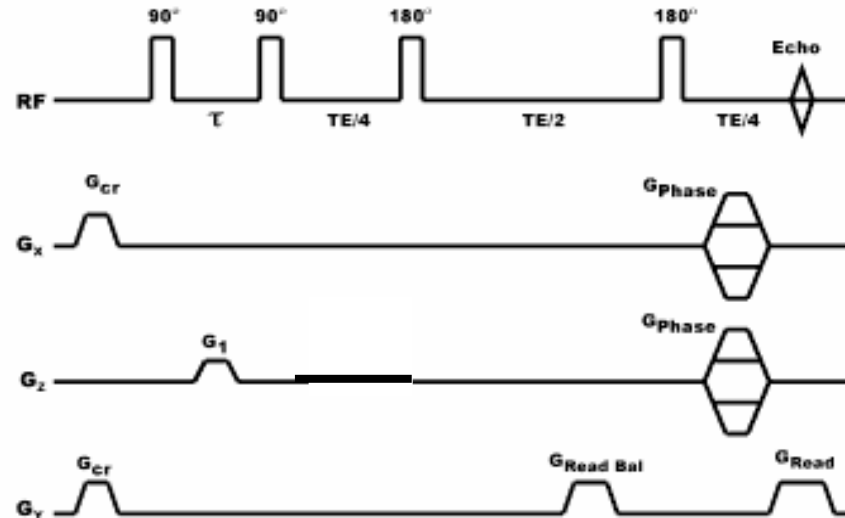 90° 90° 180° 180°
Echo
RF
τ TE/4 TE/2 TE/4
Gcr GPhase
Gx
G1 GPhase
Gz
Gcr GRead Bal GRead